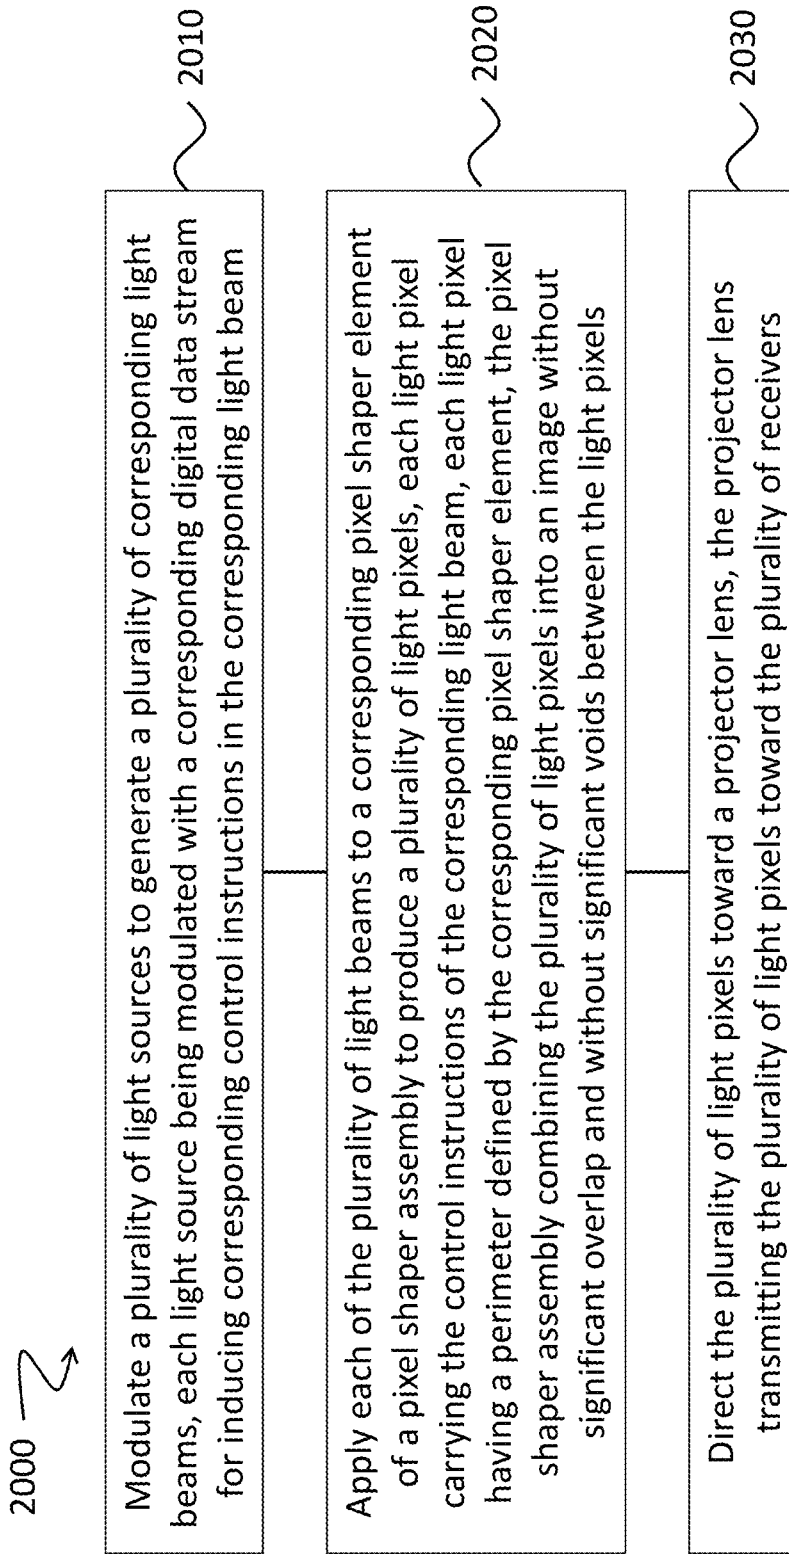 2000
Modulate a plurality of light sources to generate a plurality of corresponding light
beams, each light source being modulated with a corresponding digital data stream
for inducing corresponding control instructions in the corresponding light beam
2010
Apply each of the plurality of light beams to a corresponding pixel shaper element
of a pixel shaper assembly to produce a plurality of light pixels, each light pixel
carrying the control instructions of the corresponding light beam, each light pixel
having a perimeter defined by the corresponding pixel shaper element, the pixel
shaper assembly combining the plurality of light pixels into an image without
significant overlap and without significant voids between the light pixels
2020
Direct the plurality of light pixels toward a projector lens, the projector lens
transmitting the plurality of light pixels toward the plurality of receivers
2030